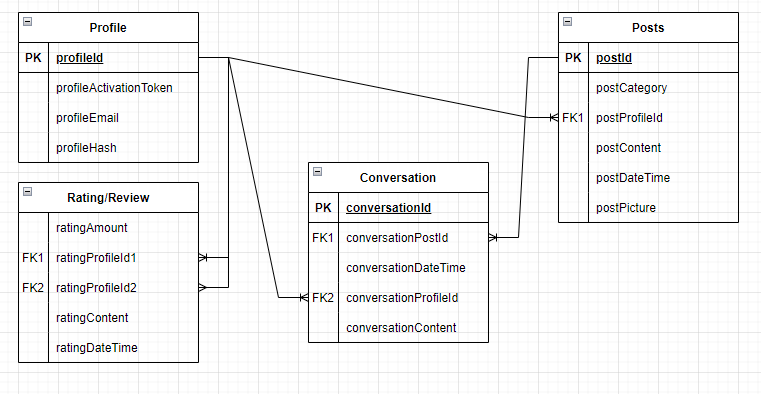 Profile
PK profileId
profileActivationToken
profileEmail
profileHash
Rating/Review
ratingAmount
FK1 ratingProfileId1
FK2 ratingProfileId2
ratingContent
ratingDateTime
Conversation
PK conversationId
FK1 conversationPostId
conversationDateTime
FK2 conversationProfileId
conversationContent
Posts
PK postId
postCategory
FK1 postProfileId
postContent
postDateTime
postPicture